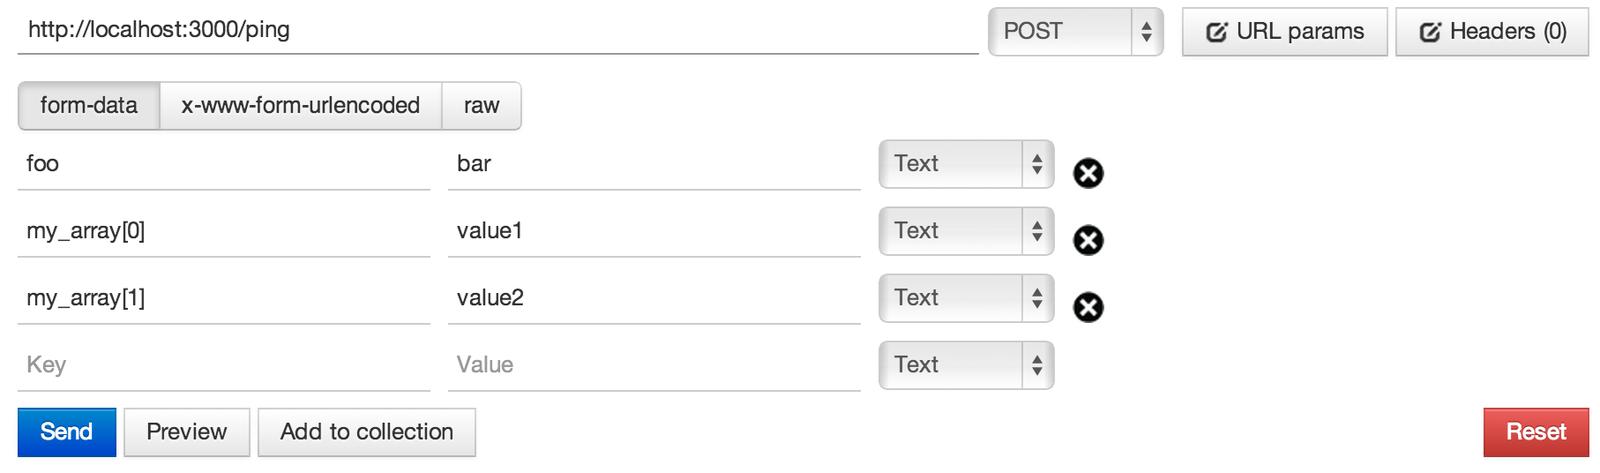 http://localhost:3000/ping POST URL params Headers (0)
form-data x-www-form-urlencoded raw
foo bar Text
my_array[0] value1 Text
my_array[1] value2 Text
Key Value Text
Send Preview Add to collection Reset